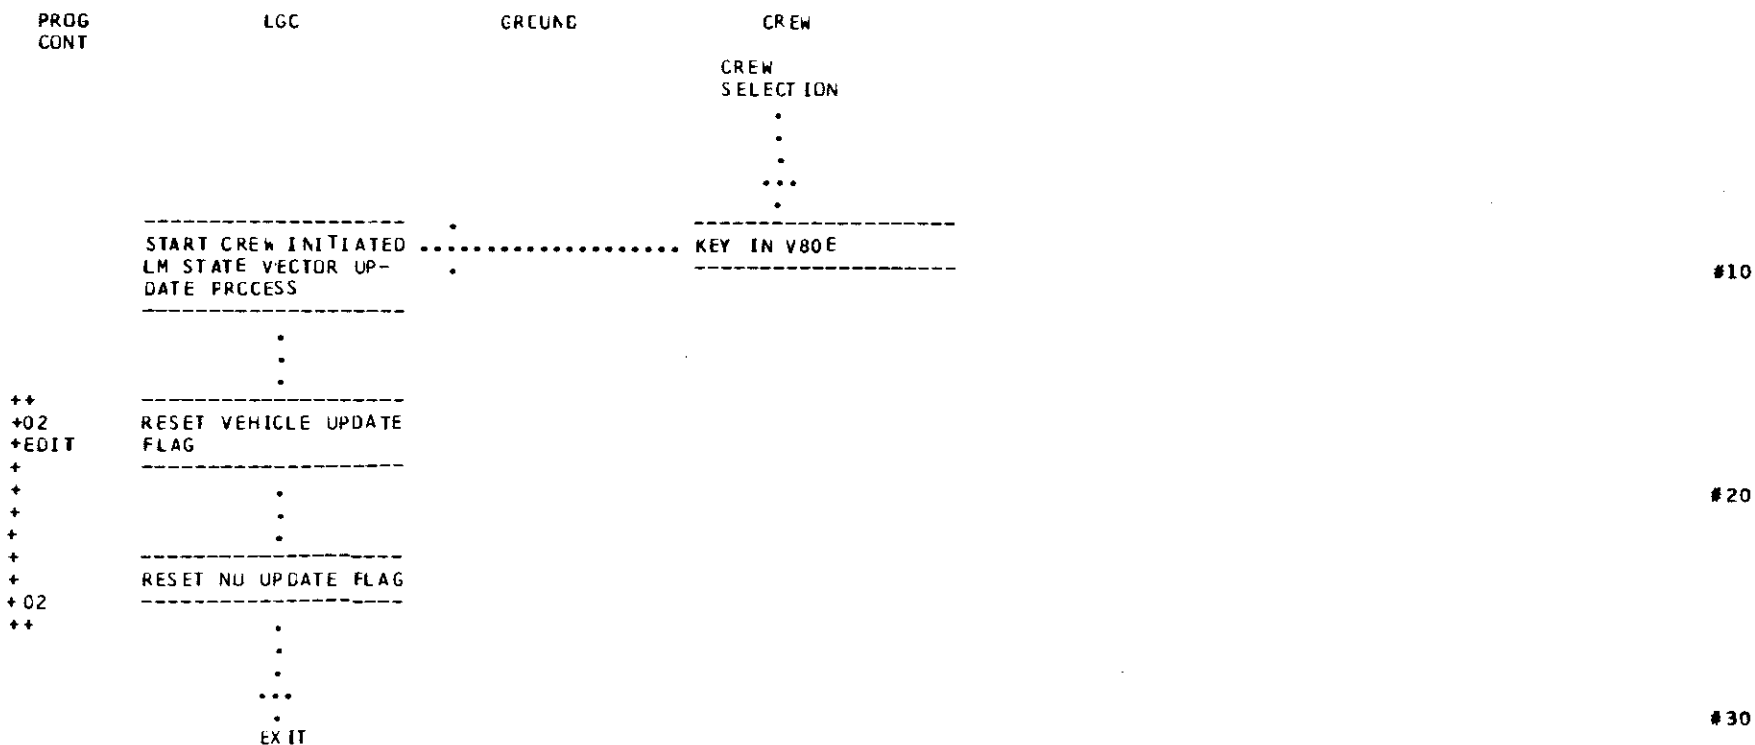 PROG LGC GROUND CREW
CONT
CREW
SELECTION
START CREW INITIATED KEY IN V80E
LM STATE VECTOR UP-
#10
DATE PROCESS
++
+02 RESET VEHICLE UPDATE
+EDIT FLAG
+
+
#20
+
+
+
+ RESET NO UPDATE FLAG
+02
++
#30
EXIT